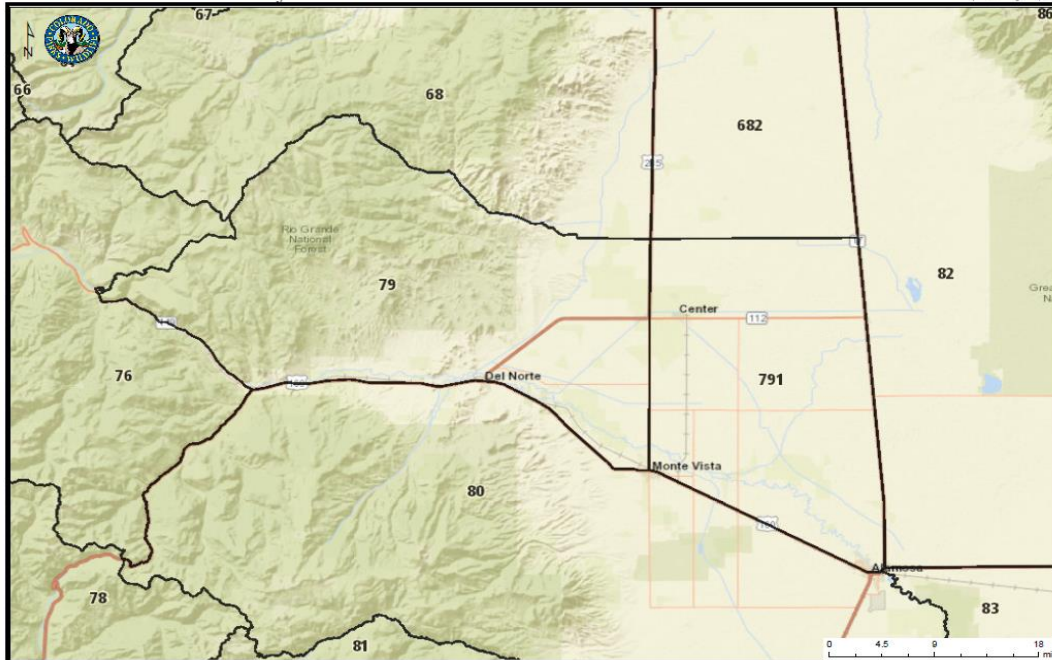 67
86
66
68
682
285
Rio Grande
National
Forest
17
79
82
Center
112
76
Del Norte
791
Monte Vista
80
160
Alamosa
78
83
81
0 4.5 9 18
N
COLORADO